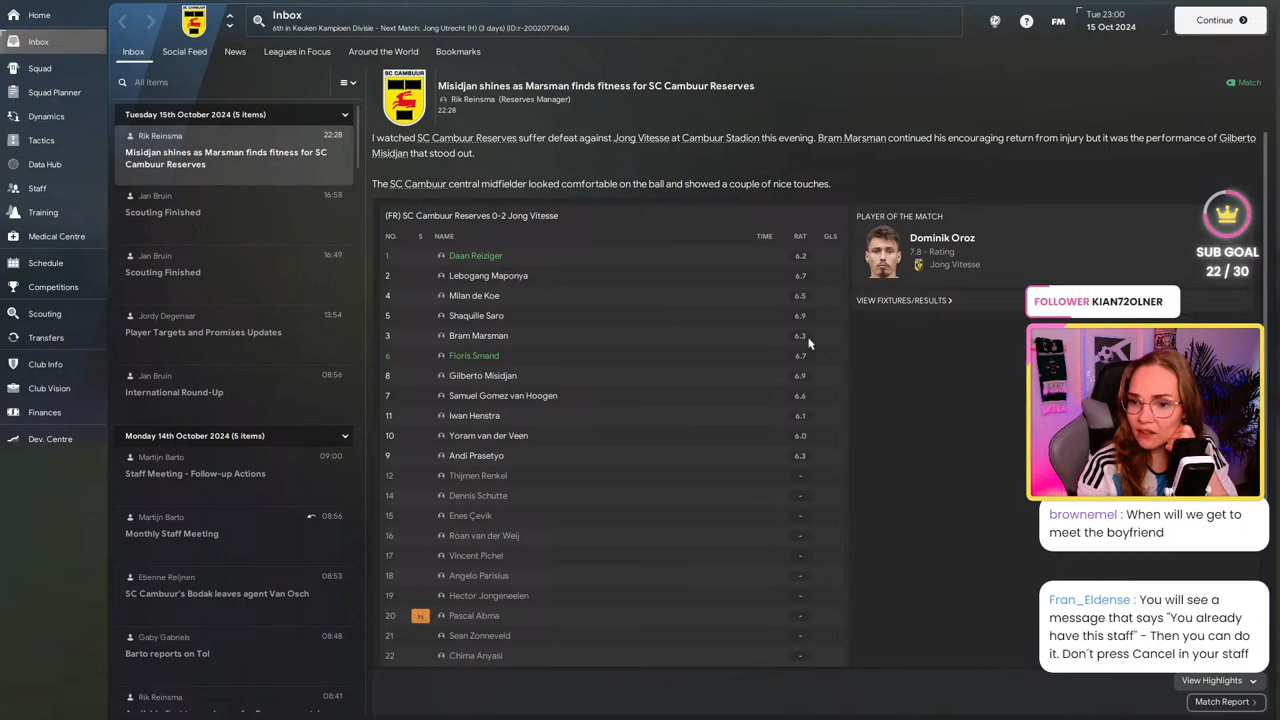 Home
Inbox
Squad
Squad Planner
Dynamics
Tactics
Data Hub
Staff
Training
Medical Centre
Schedule
Competitions
Scouting
Transfers
Club Info
Club Vision
Finances
Dev. Centre
Inbox
6th in Keuken Kampioen Divisie - Next Match: Jong Utrecht (H) (3 days) (ID:r-2002077044)
FM
Tue 23:00
15 Oct 2024
Continue
Inbox Social Feed News Leagues in Focus Around the World Bookmarks
All Items
Tuesday 15th October 2024 (5 items)
Rik Reinsma 22:28
Misidjan shines as Marsman finds fitness for SC Cambuur Reserves
Jan Bruin 16:58
Scouting Finished
Jan Bruin 16:49
Scouting Finished
Jordy Degenaar 13:54
Player Targets and Promises Updates
Jan Bruin 08:56
International Round-Up
Monday 14th October 2024 (5 items)
Martijn Barto 09:00
Staff Meeting - Follow-up Actions
Martijn Barto 08:56
Monthly Staff Meeting
Etienne Reijnen 08:53
SC Cambuur's Bodak leaves agent Van Osch
Gaby Gabriels 08:48
Barto reports on Tol
Rik Reinsma 08:41
SC CAMBUUR
Misidjan shines as Marsman finds fitness for SC Cambuur Reserves
Rik Reinsma (Reserves Manager)
22:28
Match
I watched SC Cambuur Reserves suffer defeat against Jong Vitesse at Cambuur Stadion this evening. Bram Marsman continued his encouraging return from injury but it was the performance of Gilberto
Misidjan that stood out.
The SC Cambuur central midfielder looked comfortable on the ball and showed a couple of nice touches.
(FR) SC Cambuur Reserves 0-2 Jong Vitesse
NO. S NAME TIME RAT GLS
1 Daan Reiziger 6.2
2 Lebogang Maponya 6.7
4 Milan de Koe 6.5
5 Shaquille Saro 6.9
3 Bram Marsman 6.3
6 Floris Smand 6.7
8 Gilberto Misidjan 6.9
7 Samuel Gomez van Hoogen 6.6
11 Iwan Henstra 6.1
10 Yoram van der Veen 6.0
9 Andi Prasetyo 6.3
12 Thijmen Renkel -
14 Dennis Schutte -
15 Enes Çevik -
16 Roan van der Weij -
17 Vincent Pichel -
18 Angelo Parisius -
19 Hector Jongeneelen -
20 Inj Pascal Abma -
21 Sean Zonneveld -
22 Chima Anyasi -
PLAYER OF THE MATCH
Dominik Oroz
7.8 - Rating
Jong Vitesse
VIEW FIXTURES/RESULTS >
SUB GOAL
22 / 30
FOLLOWER KIAN72OLNER
brownemel : When will we get to
meet the boyfriend
Fran_Eldense : You will see a
message that says "You already
have this staff" - Then you can do
it. Don´t press Cancel in your staff
View Highlights
Match Report >